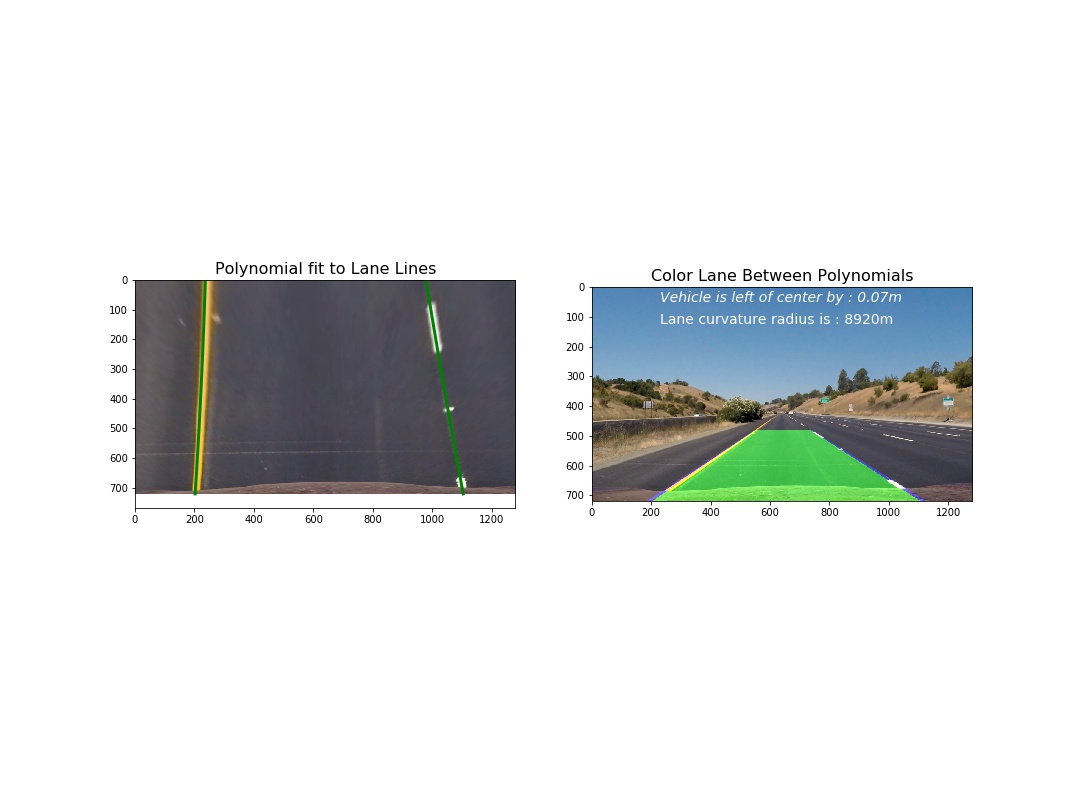 Polynomial fit to Lane Lines
0
100
200
300
400
500
600
700
0 200 400 600 800 1000 1200
Color Lane Between Polynomials
Vehicle is left of center by : 0.07m
Lane curvature radius is : 8920m
0
100
200
300
400
500
600
700
0 200 400 600 800 1000 1200